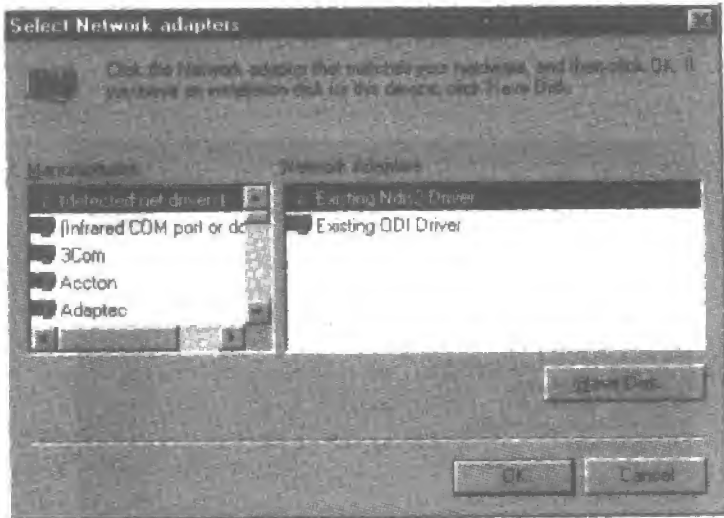 Select Network adapters
Click the Network adapter that matches your hardware, and then click OK. If
you have an installation disk for this device, click Have Disk.
Manufacturers:
Network Adapters:
(detected net drivers)
Existing Ndis2 Driver
(Infrared COM port or do
Existing ODI Driver
3Com
Accton
Adaptec
Have Disk...
OK
Cancel